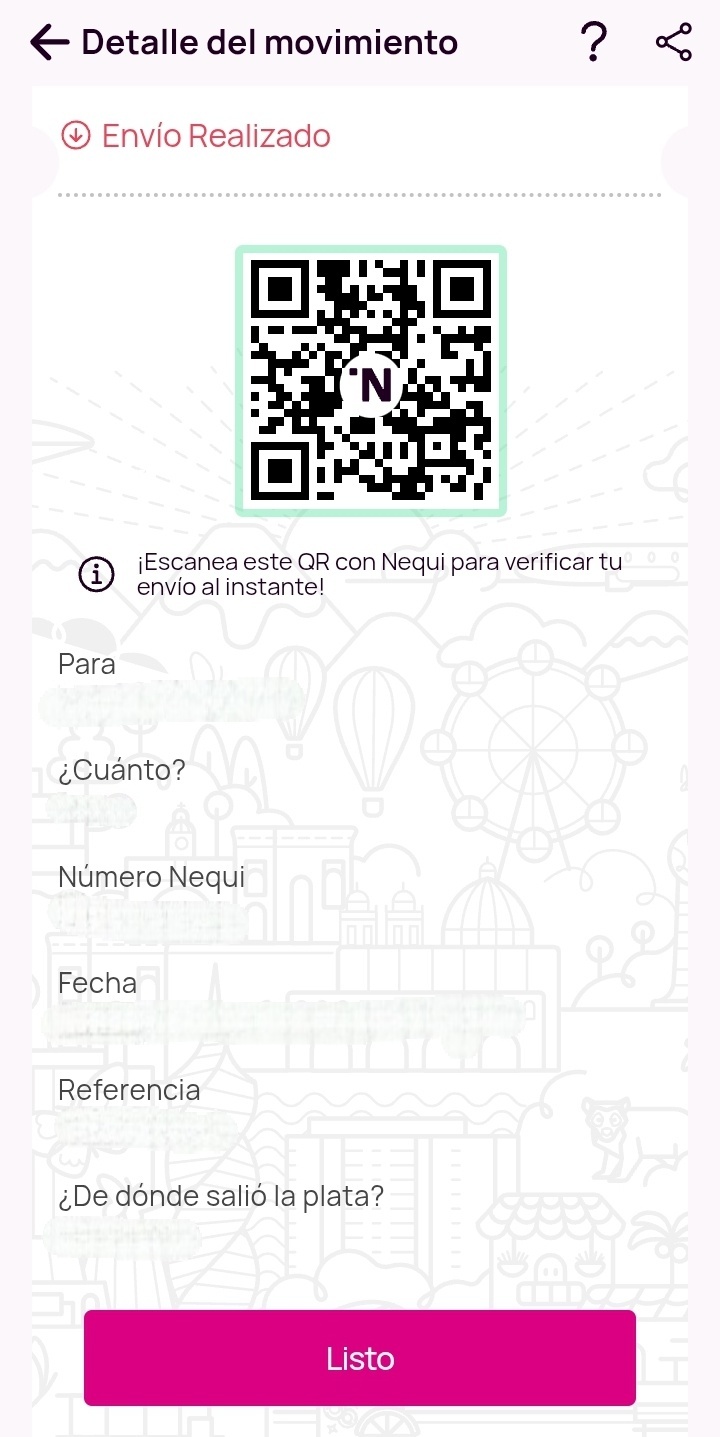 Detalle del movimiento
Envío Realizado
N
¡Escanea este QR con Nequi para verificar tu
envío al instante!
Para
¿Cuánto?
Número Nequi
Fecha
Referencia
¿De dónde salió la plata?
Listo